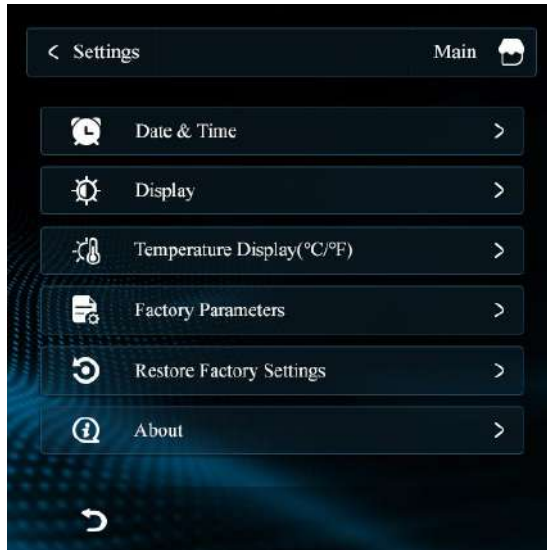 < Settings
Main
Date & Time >
Display >
Temperature Display(°C/°F) >
Factory Parameters >
Restore Factory Settings >
About >